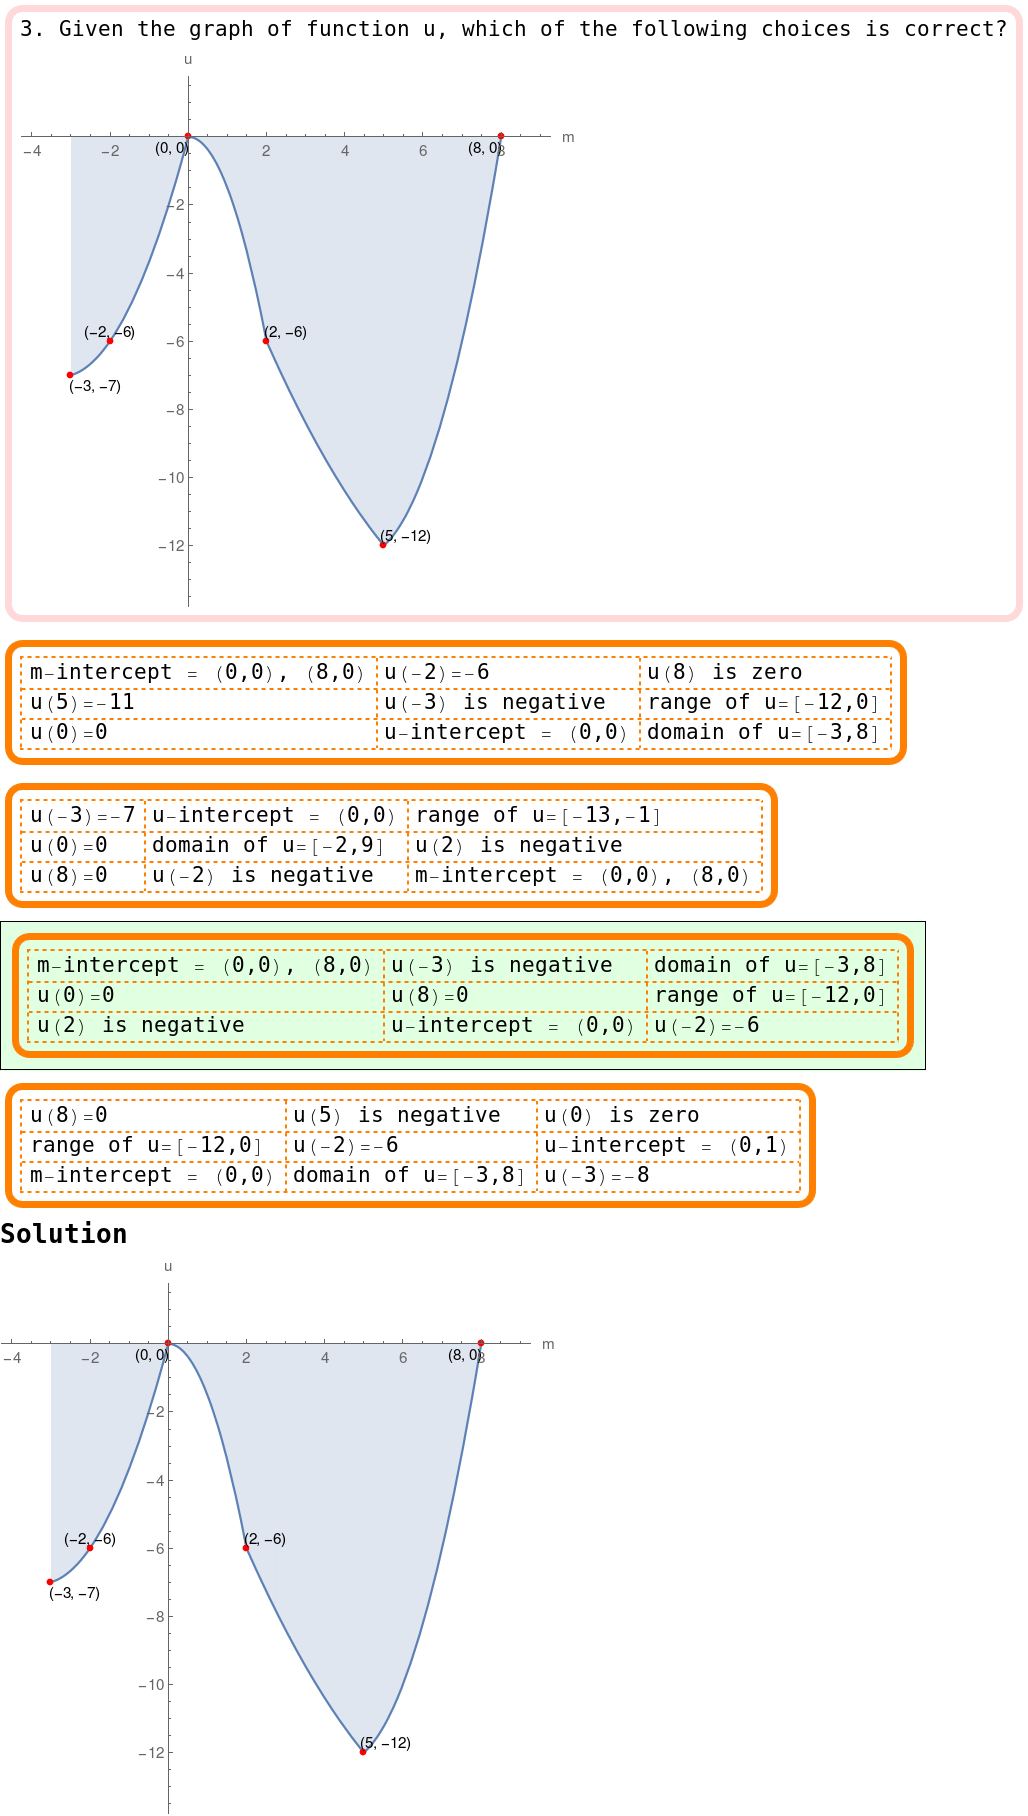 3. Given the graph of function u, which of the following choices is correct?
u
−4 −2 2 4 6 8 m
(0, 0) (8, 0)
−2
−4
(−2, −6) −6 (2, −6)
(−3, −7)
−8
−10
−12 (5, −12)
m-intercept = (0,0), (8,0) u(-2)=-6 u(8) is zero
u(5)=-11 u(-3) is negative range of u=[-12,0]
u(0)=0 u-intercept = (0,0) domain of u=[-3,8]
u(-3)=-7 u-intercept = (0,0) range of u=[-13,-1]
u(0)=0 domain of u=[-2,9] u(2) is negative
u(8)=0 u(-2) is negative m-intercept = (0,0), (8,0)
m-intercept = (0,0), (8,0) u(-3) is negative domain of u=[-3,8]
u(0)=0 u(8)=0 range of u=[-12,0]
u(2) is negative u-intercept = (0,0) u(-2)=-6
u(8)=0 u(5) is negative u(0) is zero
range of u=[-12,0] u(-2)=-6 u-intercept = (0,1)
m-intercept = (0,0) domain of u=[-3,8] u(-3)=-8
Solution
u
−4 −2 2 4 6 8 m
(0, 0) (8, 0)
−2
−4
(−2, −6) −6 (2, −6)
(−3, −7)
−8
−10
−12 (5, −12)